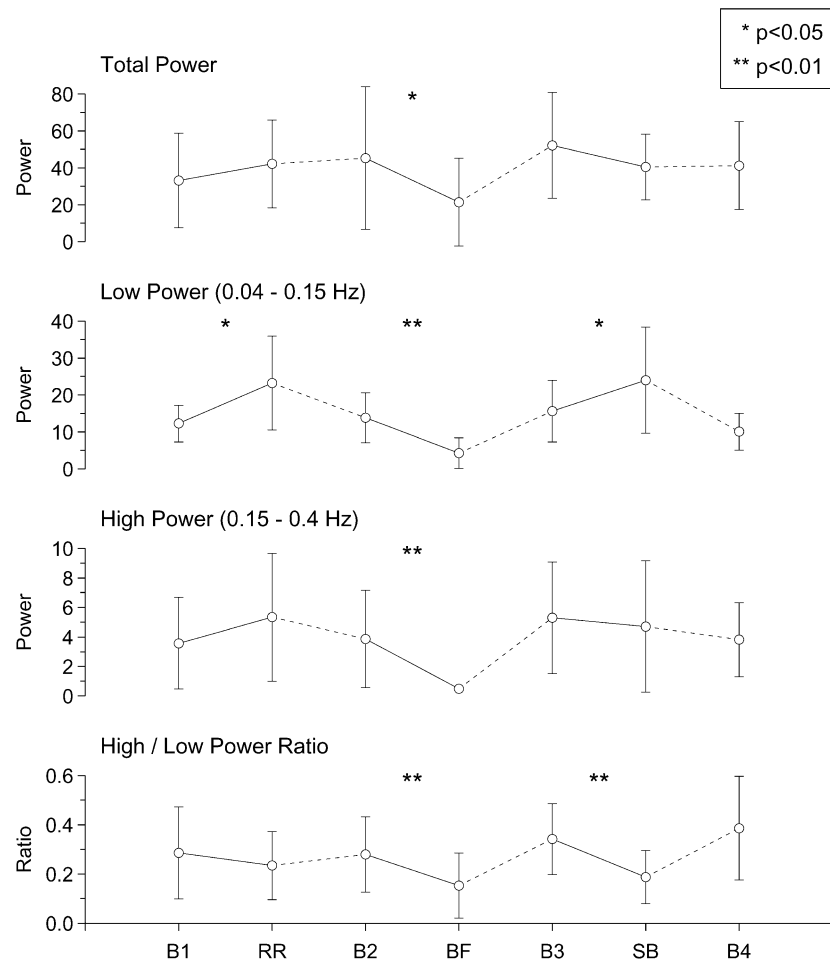 * p<0.05
** p<0.01
Total Power
*
80
60
40
20
0
Power
Low Power (0.04 - 0.15 Hz)
* ** *
40
30
20
10
0
Power
High Power (0.15 - 0.4 Hz)
**
10
8
6
4
2
0
Power
High / Low Power Ratio
** **
0.6
0.4
0.2
0.0
Ratio
B1 RR B2 BF B3 SB B4